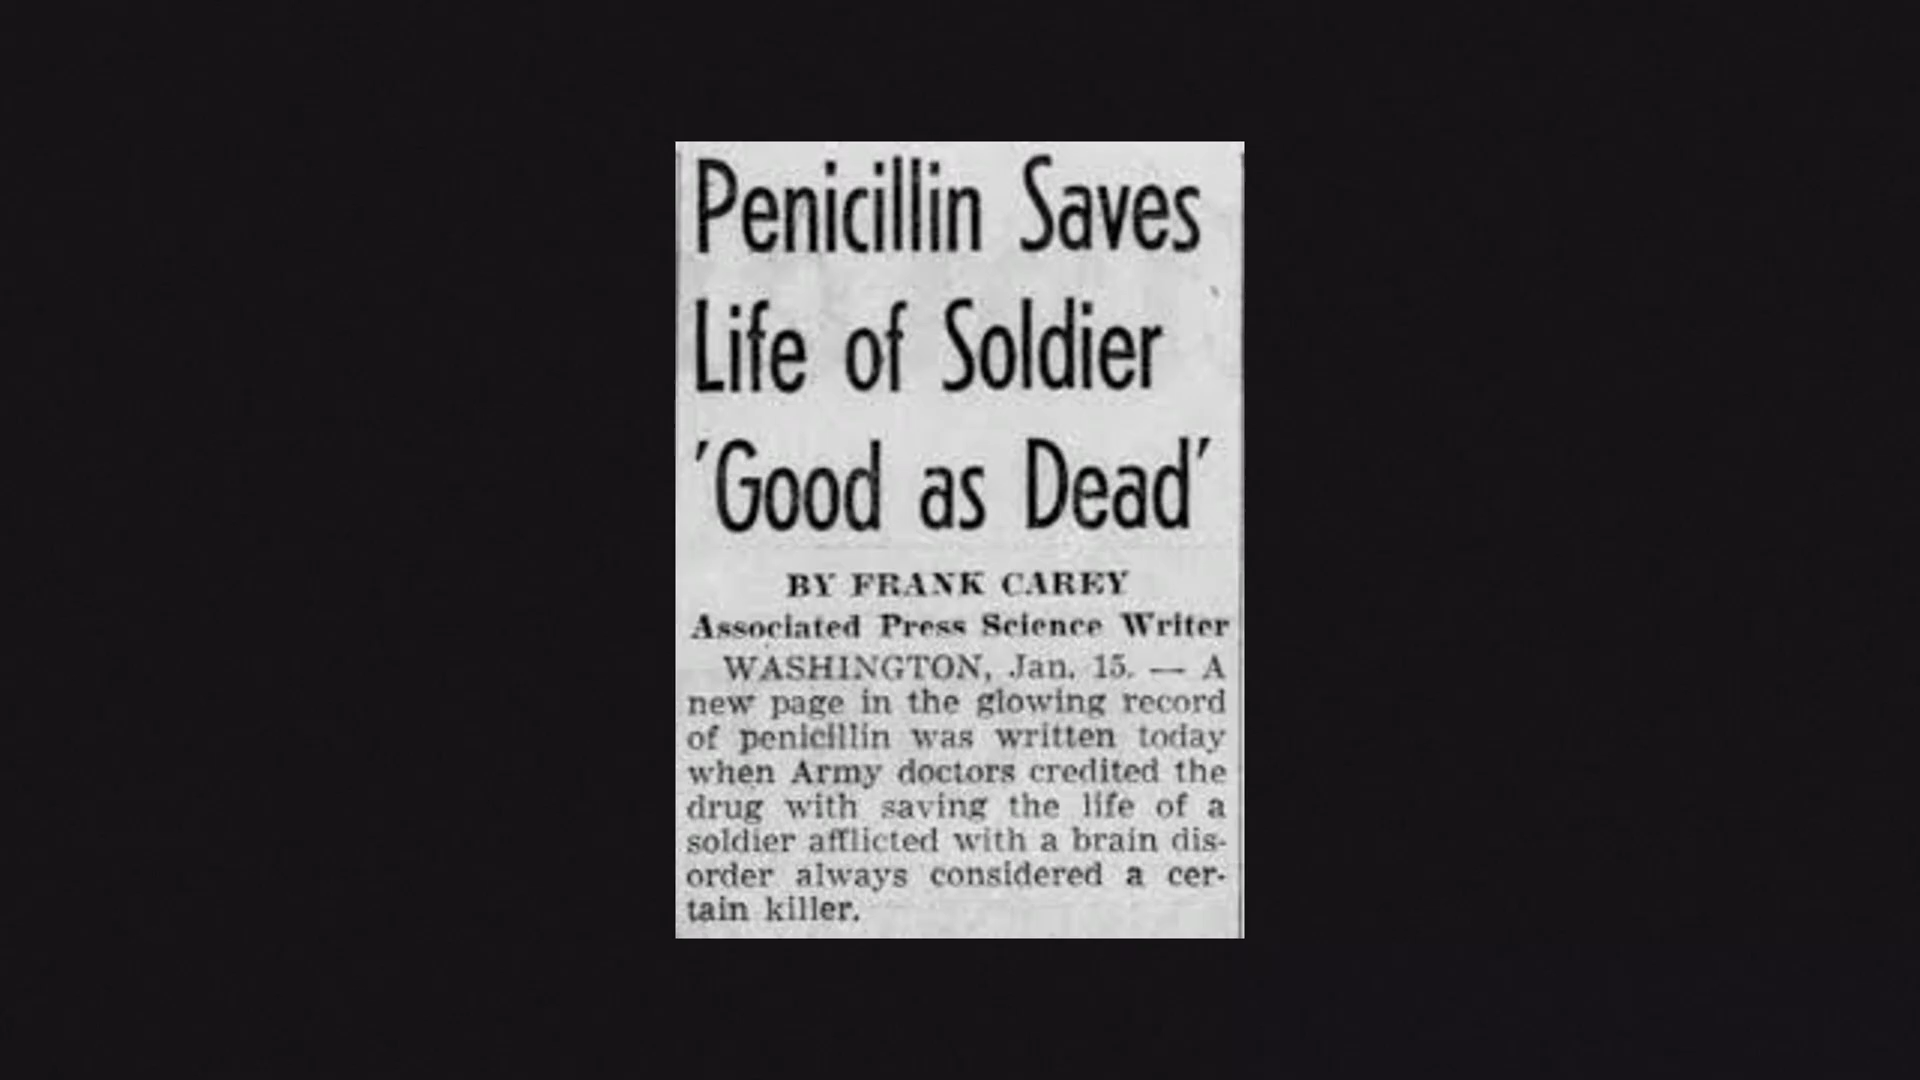 Penicillin Saves
Life of Soldier
'Good as Dead'
BY FRANK CAREY
Associated Press Science Writer
WASHINGTON, Jan. 15. — A
new page in the glowing record
of penicillin was written today
when Army doctors credited the
drug with saving the life of a
soldier afflicted with a brain dis-
order always considered a cer-
tain killer.